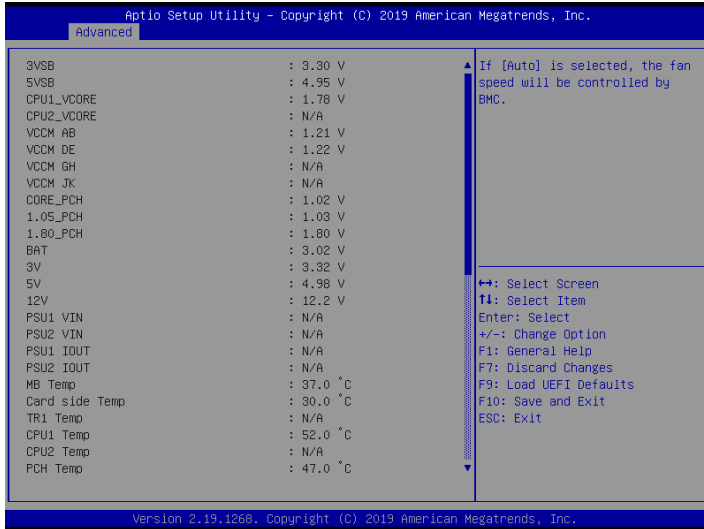 Aptio Setup Utility – Copyright (C) 2019 American Megatrends, Inc.
Advanced
3VSB : 3.30 V
5VSB : 4.95 V
CPU1_VCORE : 1.78 V
CPU2_VCORE : N/A
VCCM AB : 1.21 V
VCCM DE : 1.22 V
VCCM GH : N/A
VCCM JK : N/A
CORE_PCH : 1.02 V
1.05_PCH : 1.03 V
1.80_PCH : 1.80 V
BAT : 3.02 V
3V : 3.32 V
5V : 4.98 V
12V : 12.2 V
PSU1 VIN : N/A
PSU2 VIN : N/A
PSU1 IOUT : N/A
PSU2 IOUT : N/A
MB Temp : 37.0 °C
Card side Temp : 30.0 °C
TR1 Temp : N/A
CPU1 Temp : 52.0 °C
CPU2 Temp : N/A
PCH Temp : 47.0 °C
If [Auto] is selected, the fan
speed will be controlled by
BMC.
↔: Select Screen
↑↓: Select Item
Enter: Select
+/-: Change Option
F1: General Help
F7: Discard Changes
F9: Load UEFI Defaults
F10: Save and Exit
ESC: Exit
Version 2.19.1268. Copyright (C) 2019 American Megatrends, Inc.